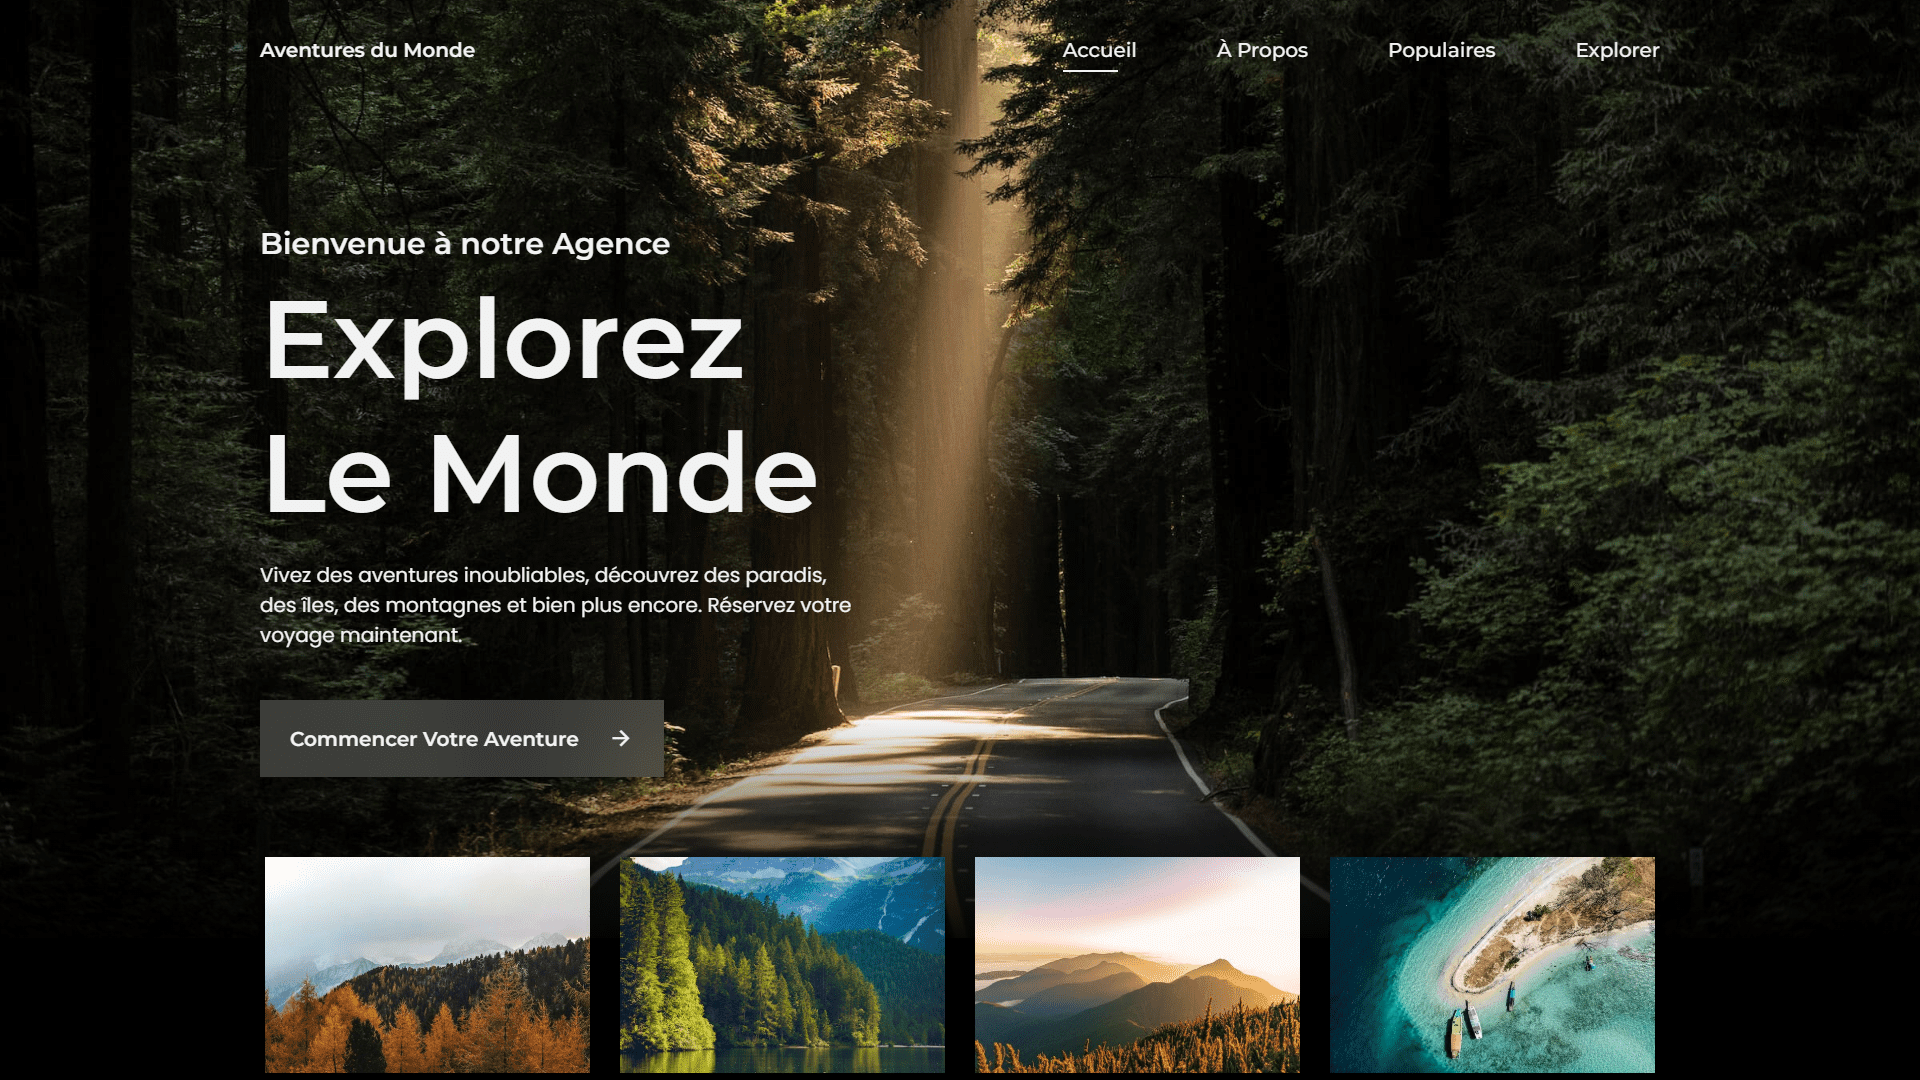 Aventures du Monde
Accueil
À Propos
Populaires
Explorer
Bienvenue à notre Agence
Explorez
Le Monde
Vivez des aventures inoubliables, découvrez des paradis,
des îles, des montagnes et bien plus encore. Réservez votre
voyage maintenant.
Commencer Votre Aventure